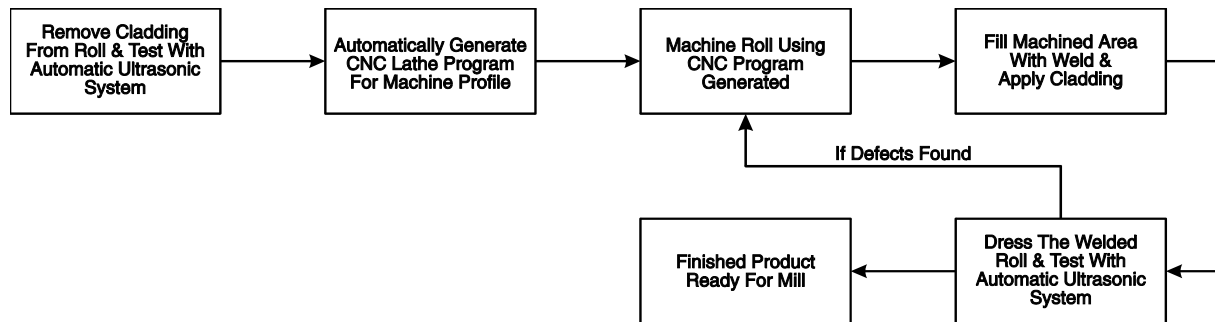 Remove Cladding
From Roll & Test With
Automatic Ultrasonic
System
Automatically Generate
CNC Lathe Program
For Machine Profile
Machine Roll Using
CNC Program
Generated
Fill Machined Area
With Weld &
Apply Cladding
If Defects Found
Dress The Welded
Roll & Test With
Automatic Ultrasonic
System
Finished Product
Ready For Mill